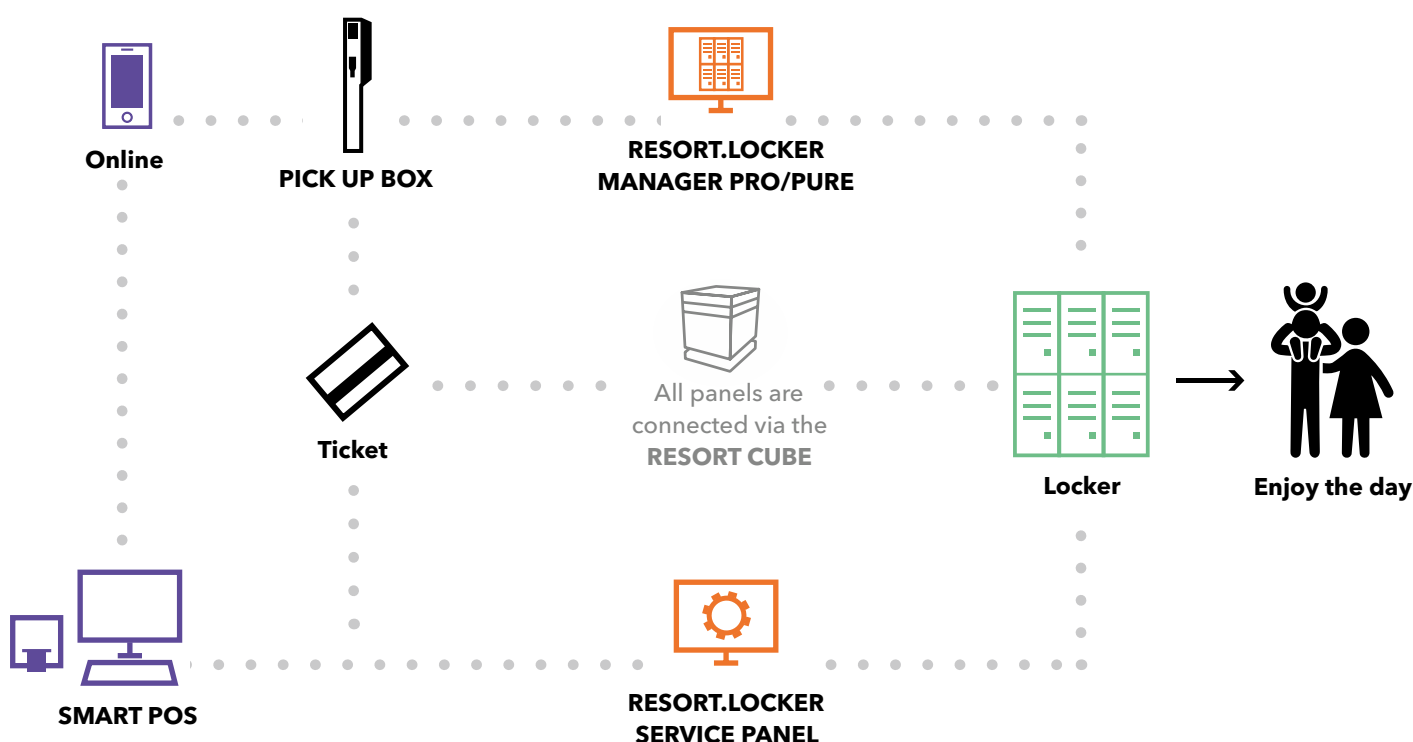 Online
PICK UP BOX
RESORT.LOCKER
MANAGER PRO/PURE
Ticket
All panels are
connected via the
RESORT CUBE
Locker
Enjoy the day
SMART POS
RESORT.LOCKER
SERVICE PANEL